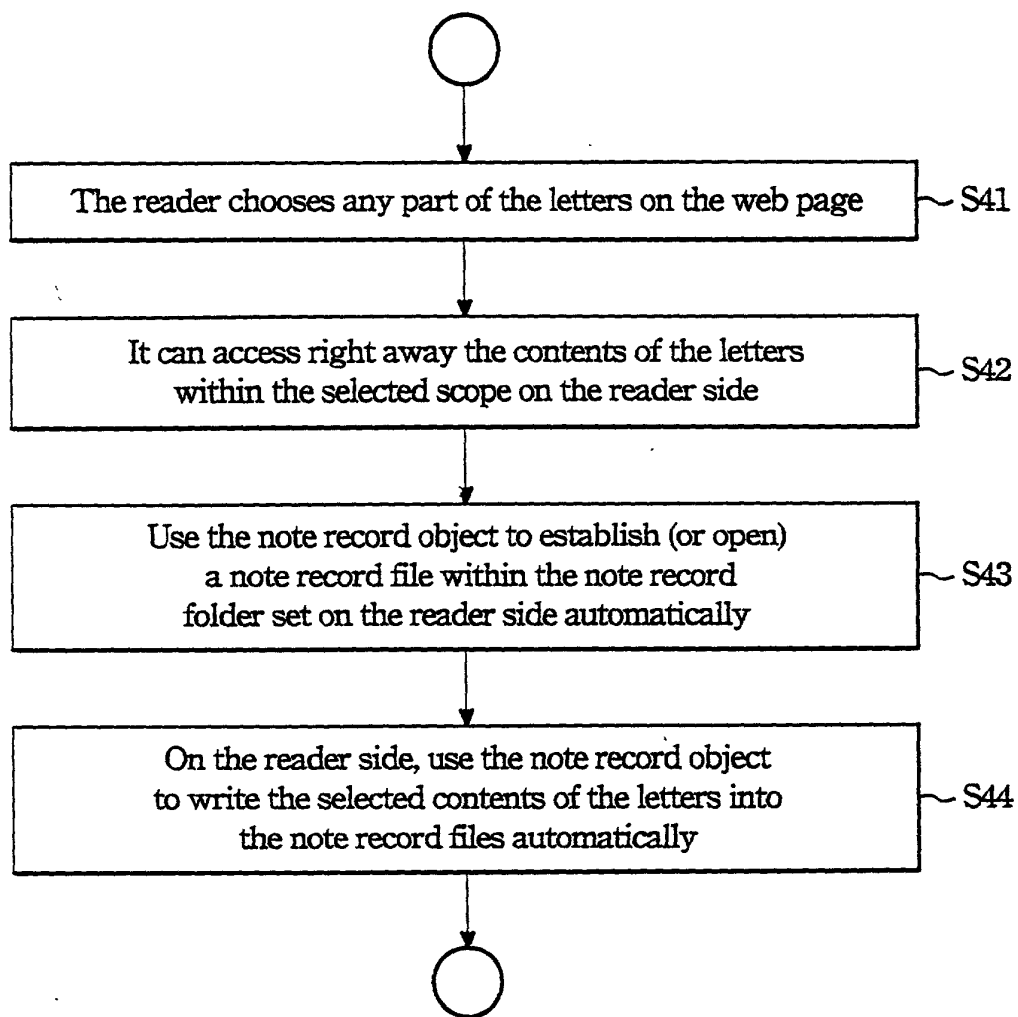 The reader chooses any part of the letters on the web page
S41
It can access right away the contents of the letters
within the selected scope on the reader side
S42
Use the note record object to establish (or open)
a note record file within the note record
folder set on the reader side automatically
S43
On the reader side, use the note record object
to write the selected contents of the letters into
the note record files automatically
S44